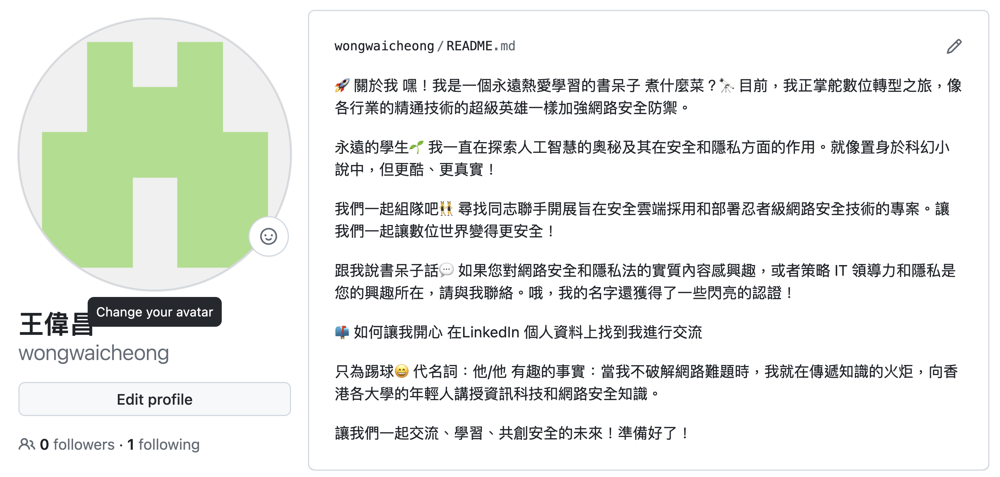 Change your avatar
王偉昌
wongwaicheong
Edit profile
0 followers · 1 following
wongwaicheong/README.md
🚀 關於我 嘿！我是一個永遠熱愛學習的書呆子 煮什麼菜？🔭 目前，我正掌舵數位轉型之旅，像
各行業的精通技術的超級英雄一樣加強網路安全防禦。
永遠的學生🌱 我一直在探索人工智慧的奧秘及其在安全和隱私方面的作用。就像置身於科幻小
說中，但更酷、更真實！
我們一起組隊吧👯 尋找同志聯手開展旨在安全雲端採用和部署忍者級網路安全技術的專案。讓
我們一起讓數位世界變得更安全！
跟我說書呆子話💬 如果您對網路安全和隱私法的實質內容感興趣，或者策略 IT 領導力和隱私是
您的興趣所在，請與我聯絡。哦，我的名字還獲得了一些閃亮的認證！
📫 如何讓我開心 在LinkedIn 個人資料上找到我進行交流
只為踢球😄 代名詞：他/他 有趣的事實：當我不破解網路難題時，我就在傳遞知識的火炬，向香
港各大學的年輕人講授資訊科技和網路安全知識。
讓我們一起交流、學習、共創安全的未來！準備好了！